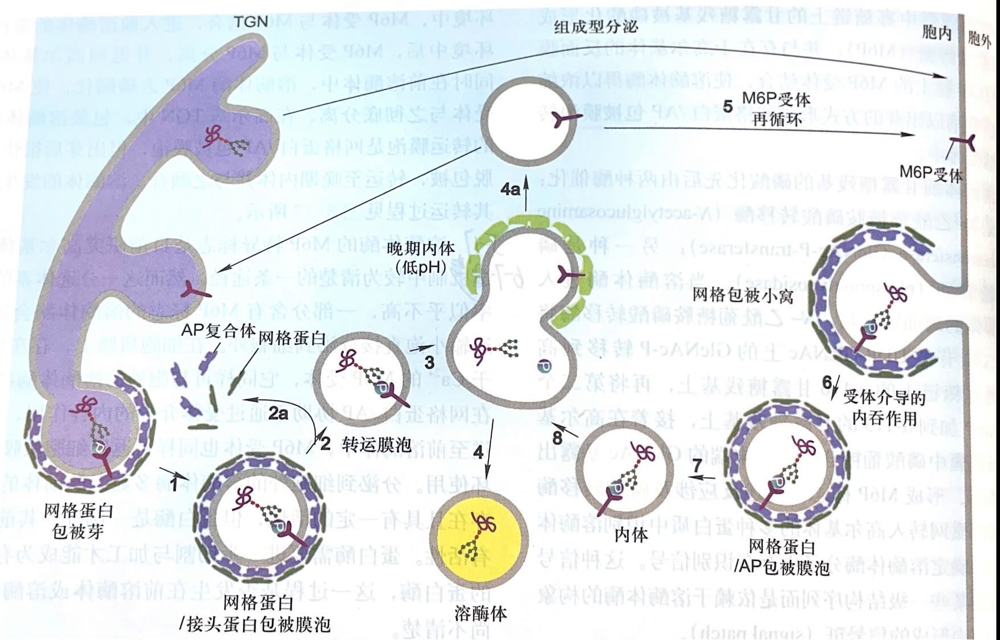 TGN
组成型分泌
胞内
胞外
5
M6P受体
再循环
M6P受体
4a
晚期内体
（低pH）
网格包被小窝
AP复合体
网格蛋白
3
6
受体介导的
内吞作用
2a
2
转运膜泡
4
8
7
1
网格蛋白
包被芽
内体
网格蛋白
/AP包被膜泡
网格蛋白
/接头蛋白包被膜泡
溶酶体